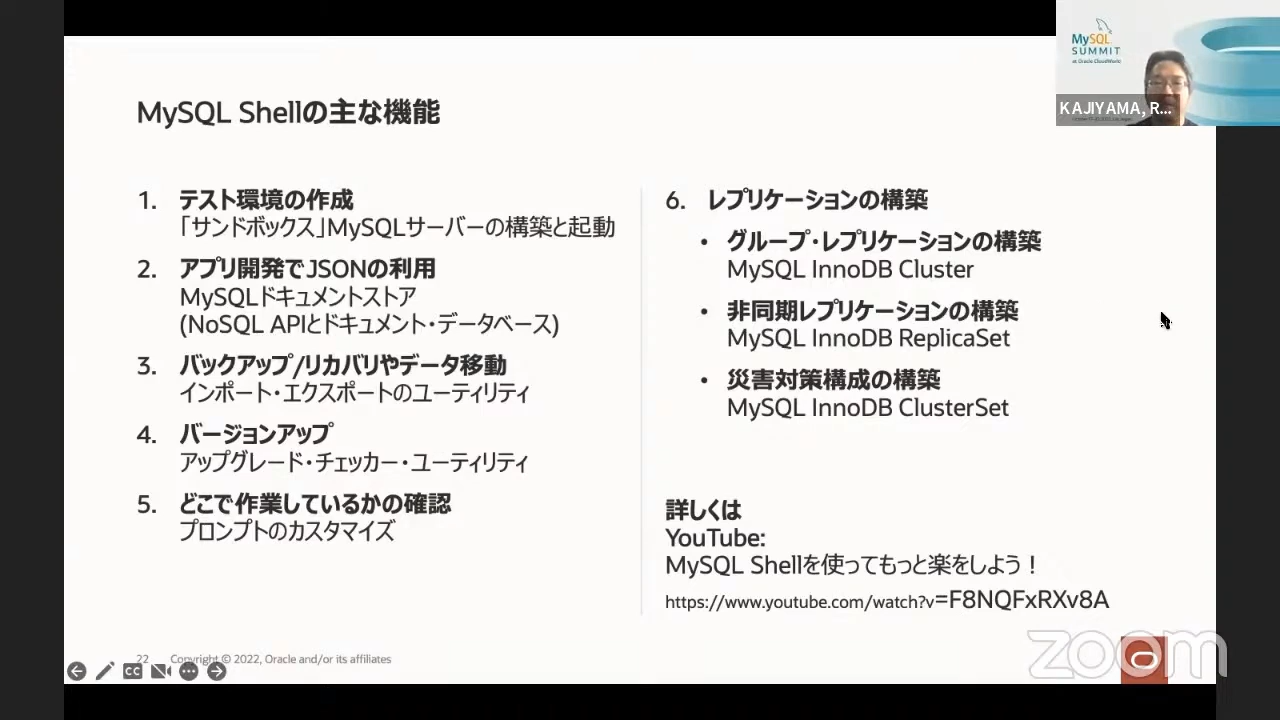 MySQL Shellの主な機能
1. テスト環境の作成
「サンドボックス」MySQLサーバーの構築と起動
2. アプリ開発でJSONの利用
MySQLドキュメントストア
(NoSQL APIとドキュメント・データベース)
3. バックアップ/リカバリやデータ移動
インポート・エクスポートのユーティリティ
4. バージョンアップ
アップグレード・チェッカー・ユーティリティ
5. どこで作業しているかの確認
プロンプトのカスタマイズ
6. レプリケーションの構築
• グループ・レプリケーションの構築
MySQL InnoDB Cluster
• 非同期レプリケーションの構築
MySQL InnoDB ReplicaSet
• 災害対策構成の構築
MySQL InnoDB ClusterSet
詳しくは
YouTube:
MySQL Shellを使ってもっと楽をしよう！
https://www.youtube.com/watch?v=F8NQFxRXv8A
22 Copyright © 2022, Oracle and/or its affiliates
CC
zoom
MySQL
SUMMIT
at Oracle CloudWorld
KAJIYAMA, R...